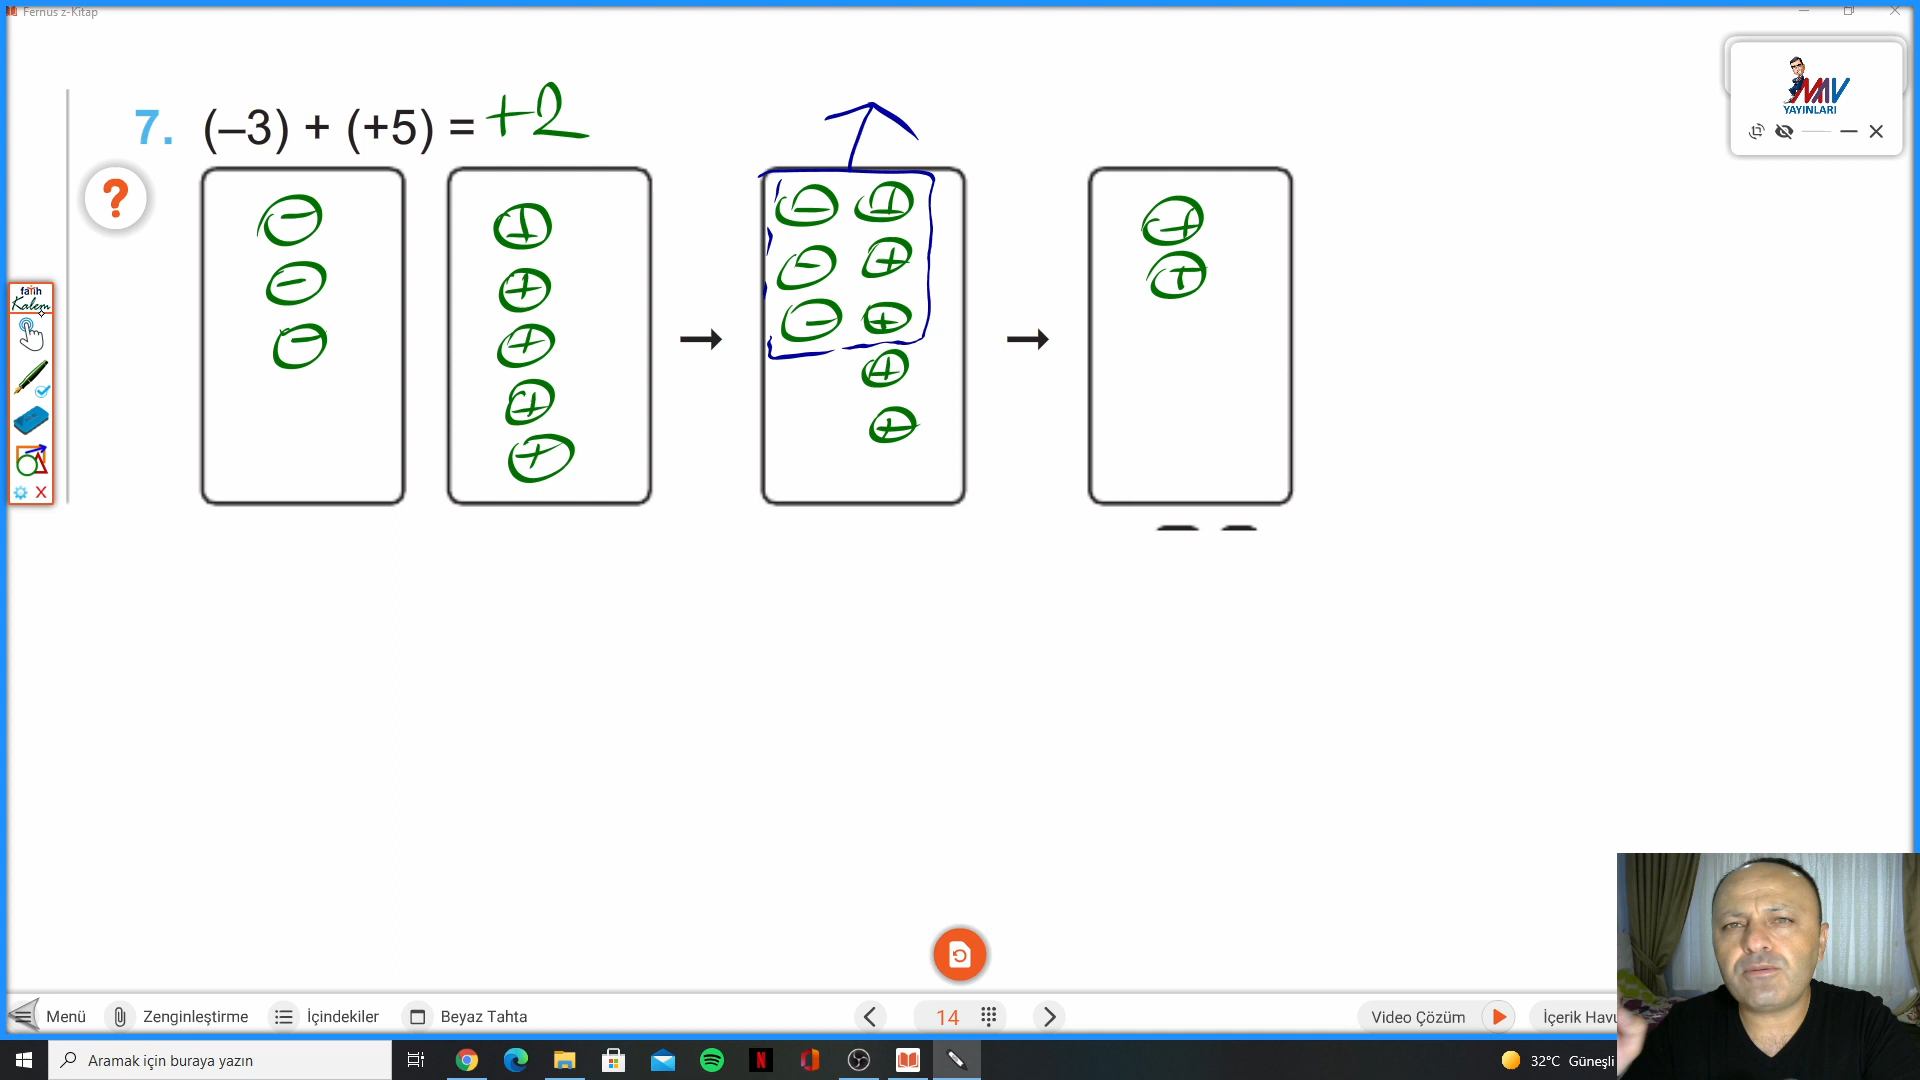 Fernus z-Kitap
MAV
YAYINLARI
7. (–3) + (+5) = +2
?
− + − + → − + → +
fatih
Kalem
Menü Zenginleştirme İçindekiler Beyaz Tahta 14 Video Çözüm İçerik Havu
Aramak için buraya yazın 32°C Güneşli